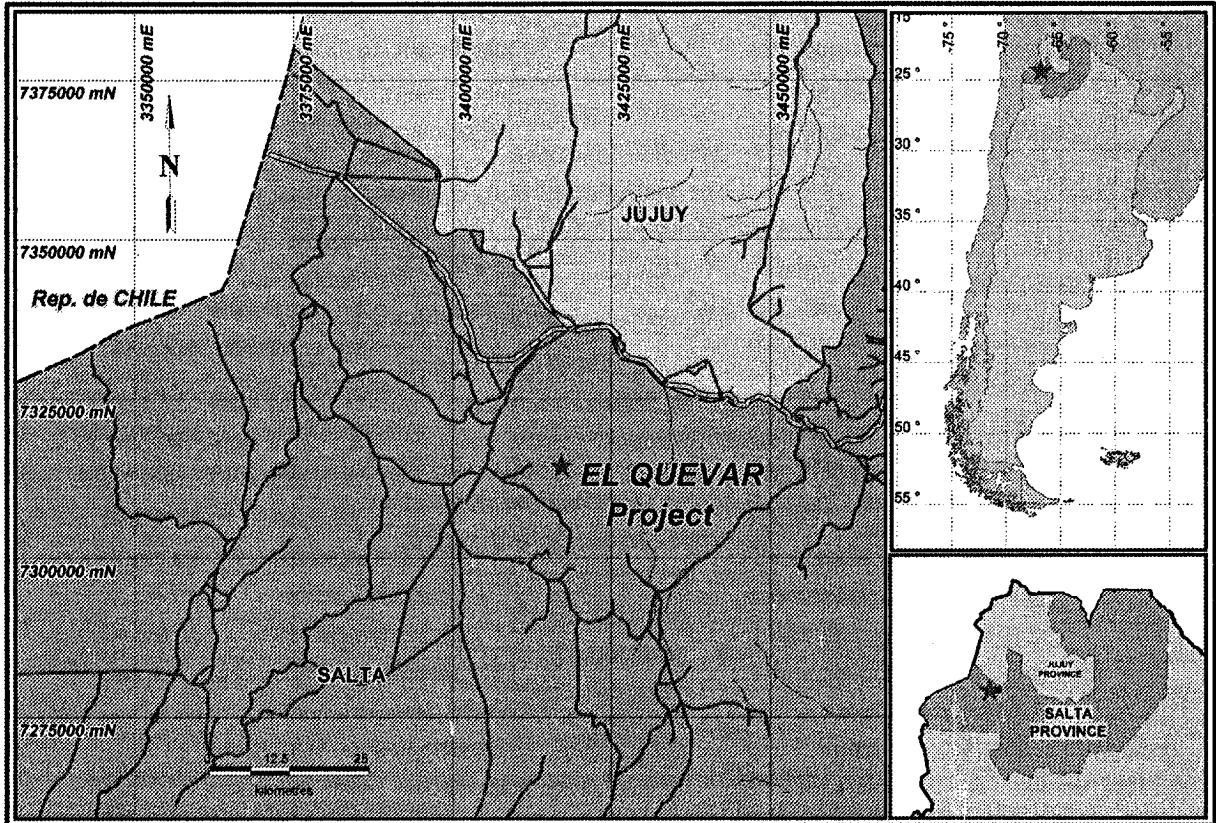 3350000 mE
3375000 mE
3400000 mE
3425000 mE
3450000 mE
7375000 mN
N
JUJUY
7350000 mN
Rep. de CHILE
7325000 mN
EL QUEVAR
Project
7300000 mN
SALTA
7275000 mN
12.5 25
kilometres
-75 -70 -65 -60 -55
15 °
25 °
30 °
35 °
40 °
45 °
50 °
55 °
JUJUY
PROVINCE
SALTA
PROVINCE